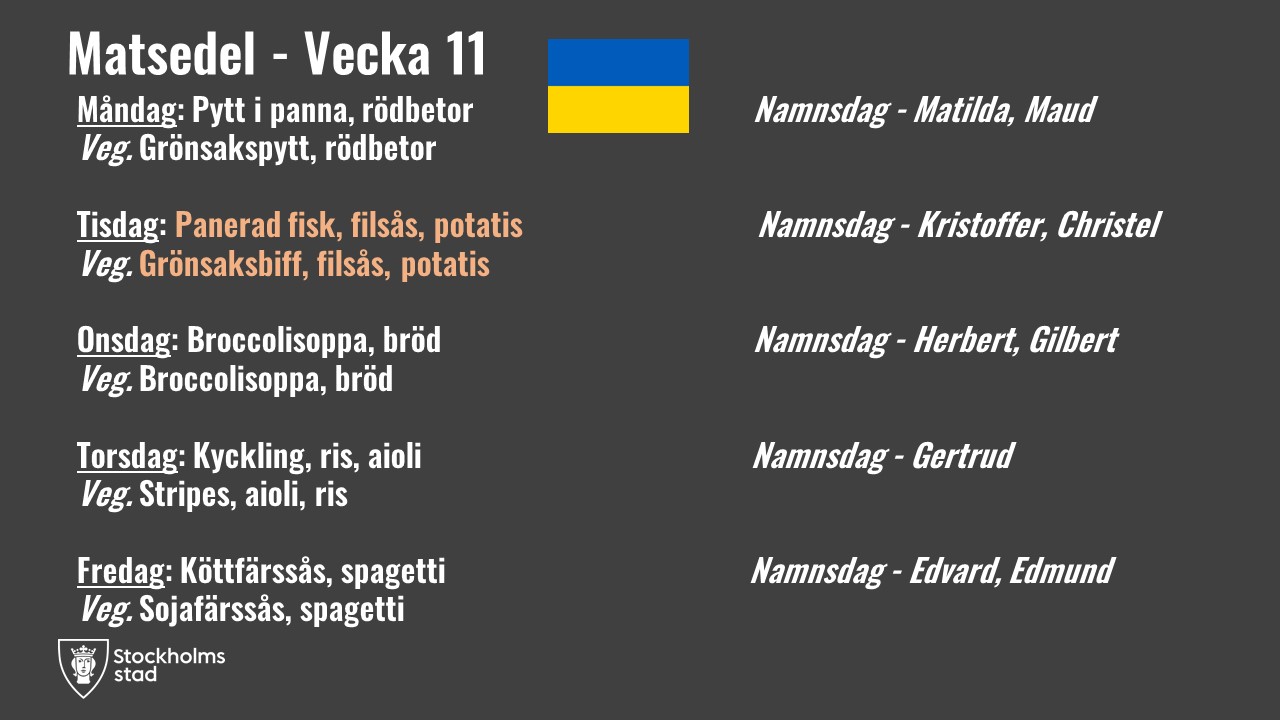 Matsedel - Vecka 11
Måndag: Pytt i panna, rödbetor
Namnsdag - Matilda, Maud
Veg. Grönsakspytt, rödbetor
Tisdag: Panerad fisk, filsås, potatis
Namnsdag - Kristoffer, Christel
Veg. Grönsaksbiff, filsås, potatis
Onsdag: Broccolisoppa, bröd
Namnsdag - Herbert, Gilbert
Veg. Broccolisoppa, bröd
Torsdag: Kyckling, ris, aioli
Namnsdag - Gertrud
Veg. Stripes, aioli, ris
Fredag: Köttfärssås, spagetti
Namnsdag - Edvard, Edmund
Veg. Sojafärssås, spagetti
Stockholms
stad